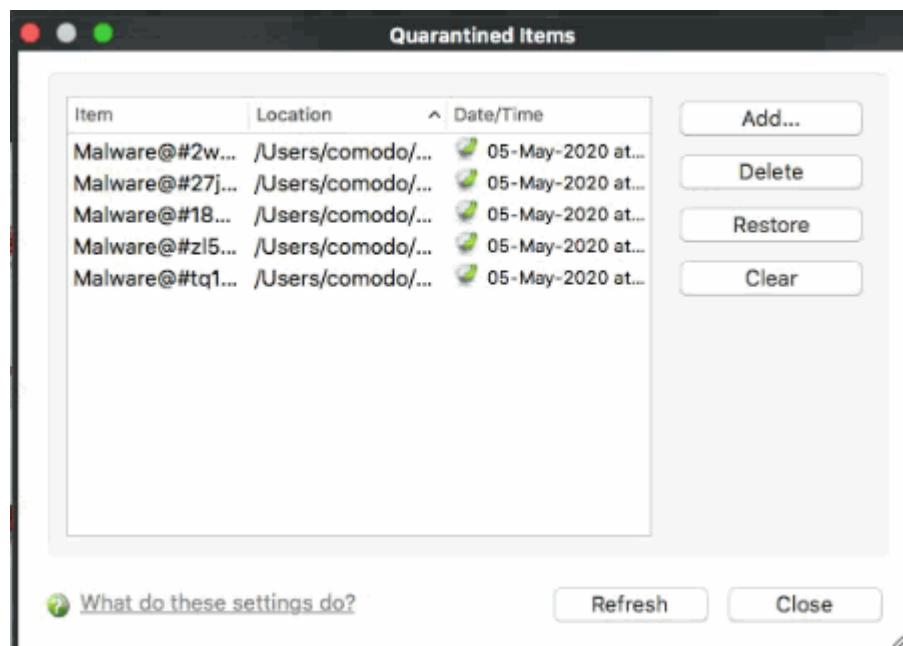 Quarantined Items
Item Location Date/Time
Malware@#2w... /Users/comodo/... 05-May-2020 at...
Malware@#27j... /Users/comodo/... 05-May-2020 at...
Malware@#18... /Users/comodo/... 05-May-2020 at...
Malware@#zl5... /Users/comodo/... 05-May-2020 at...
Malware@#tq1... /Users/comodo/... 05-May-2020 at...
Add...
Delete
Restore
Clear
What do these settings do?
Refresh Close